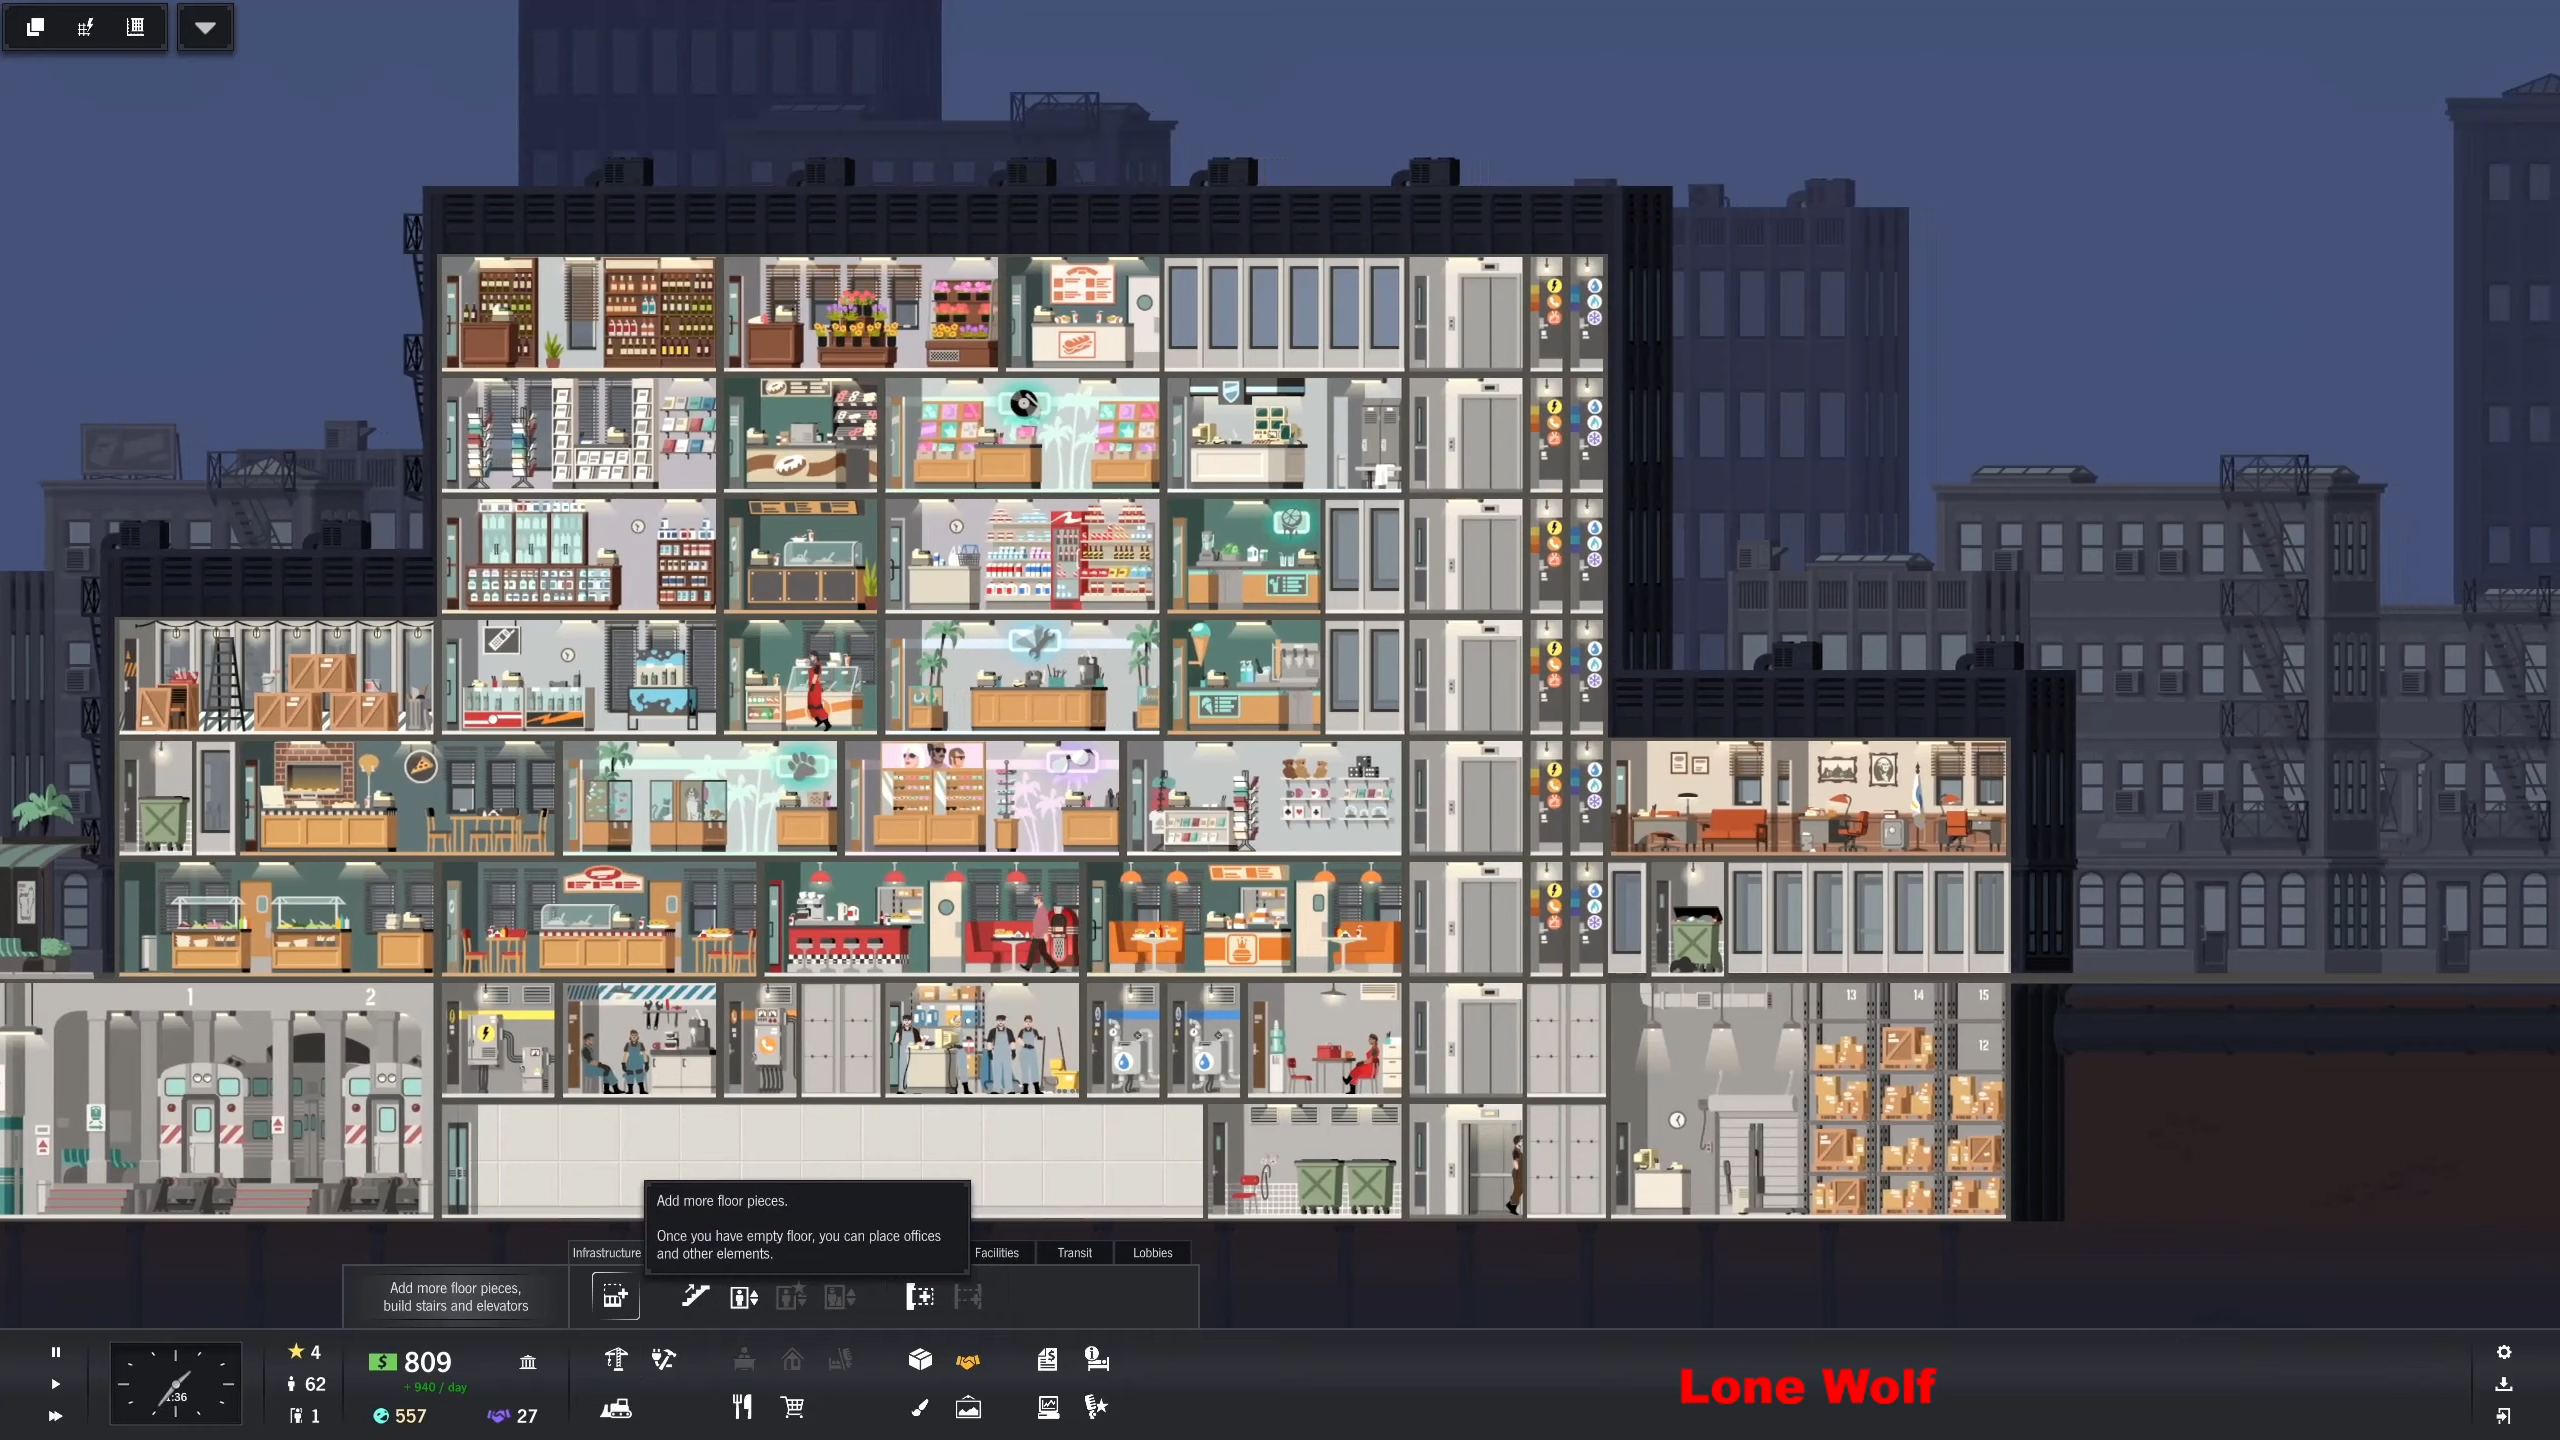 1
2
13
14
15
12
Add more floor pieces.
Once you have empty floor, you can place offices
and other elements.
Infrastructure
Facilities
Transit
Lobbies
Add more floor pieces,
build stairs and elevators
4
62
1
$ 809
+ 940 / day
557
27
Lone Wolf